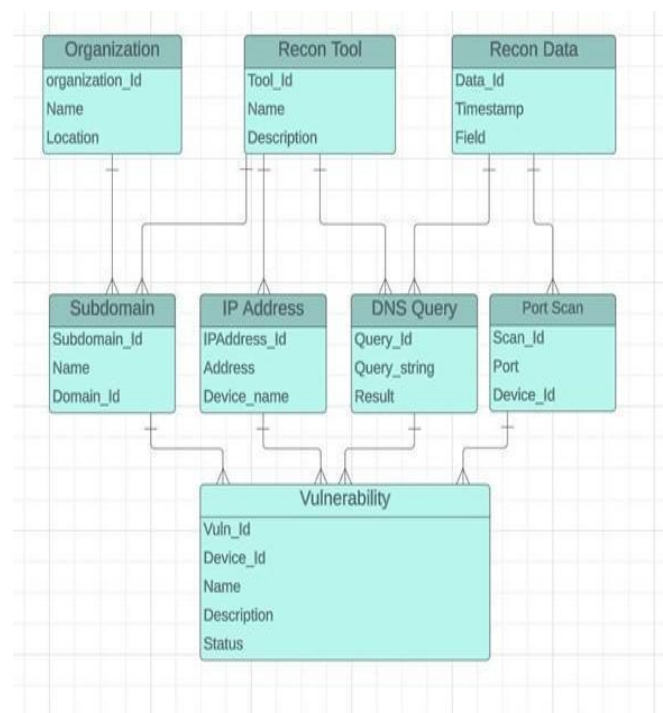 Organization
organization_Id
Name
Location
Recon Tool
Tool_Id
Name
Description
Recon Data
Data_Id
Timestamp
Field
Subdomain
Subdomain_Id
Name
Domain_Id
IP Address
IPAddress_Id
Address
Device_name
DNS Query
Query_Id
Query_string
Result
Port Scan
Scan_Id
Port
Device_Id
Vulnerability
Vuln_Id
Device_Id
Name
Description
Status